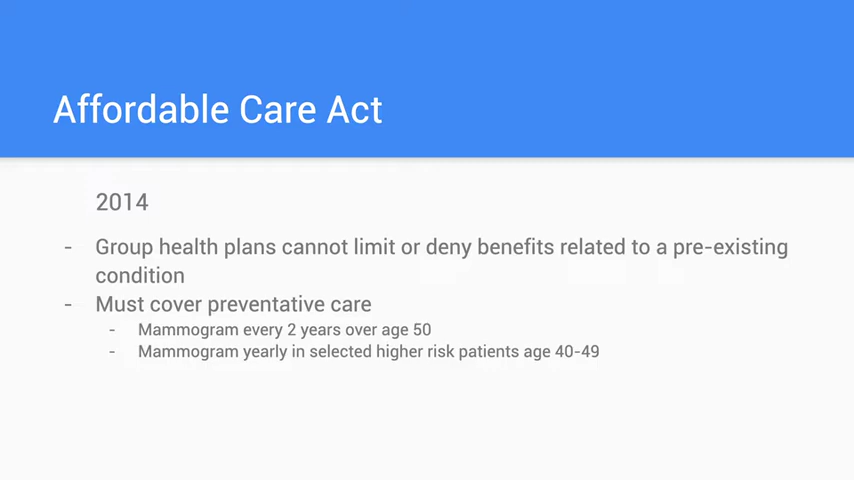 Affordable Care Act
2014
- Group health plans cannot limit or deny benefits related to a pre-existing
condition
- Must cover preventative care
- Mammogram every 2 years over age 50
- Mammogram yearly in selected higher risk patients age 40-49